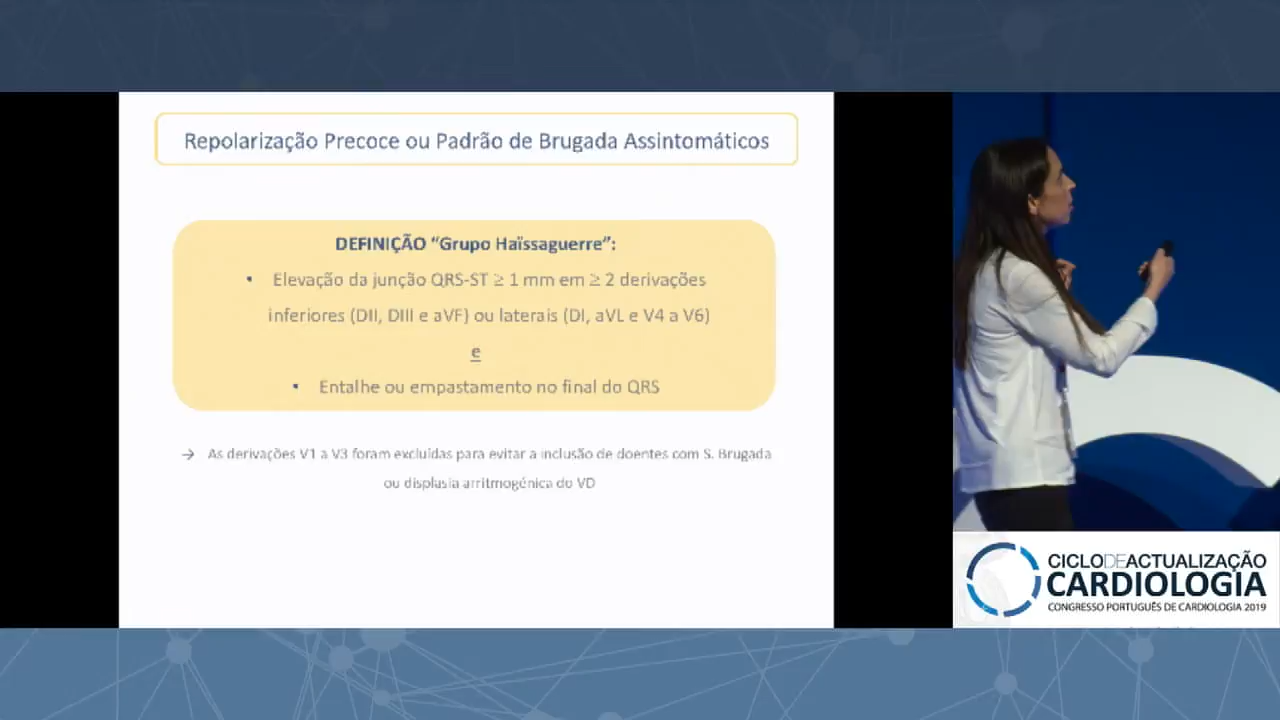 Repolarização Precoce ou Padrão de Brugada Assintomáticos
DEFINIÇÃO “Grupo Haïssaguerre”:
• Elevação da junção QRS-ST ≥ 1 mm em ≥ 2 derivações
inferiores (DII, DIII e aVF) ou laterais (DI, aVL e V4 a V6)
e
• Entalhe ou empastamento no final do QRS
→ As derivações V1 a V3 foram excluídas para evitar a inclusão de doentes com S. Brugada
ou displasia arritmogénica do VD
CICLODEACTUALIZAÇÃO
CARDIOLOGIA
CONGRESSO PORTUGUÊS DE CARDIOLOGIA 2019